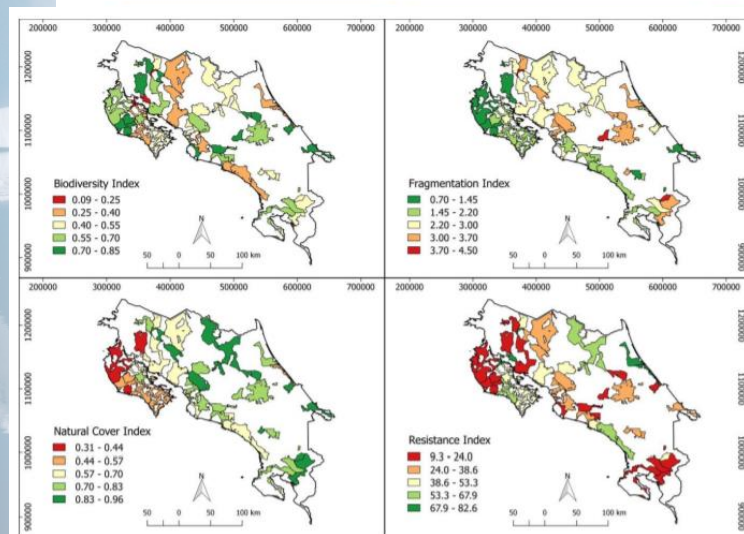 200000 300000 400000 500000 600000 700000
200000 300000 400000 500000 600000 700000
1200000
1100000
1000000
900000
Biodiversity Index
0.09 - 0.25
0.25 - 0.40
0.40 - 0.55
0.55 - 0.70
0.70 - 0.85
N
50 0 50 100 km
Fragmentation Index
0.70 - 1.45
1.45 - 2.20
2.20 - 3.00
3.00 - 3.70
3.70 - 4.50
N
50 0 50 100 km
1200000
1100000
1000000
900000
200000 300000 400000 500000 600000 700000
200000 300000 400000 500000 600000 700000
1200000
1100000
1000000
900000
Natural Cover Index
0.31 - 0.44
0.44 - 0.57
0.57 - 0.70
0.70 - 0.83
0.83 - 0.96
N
50 0 50 100 km
Resistance Index
9.3 - 24.0
24.0 - 38.6
38.6 - 53.3
53.3 - 67.9
67.9 - 82.6
N
50 0 50 100 km
1200000
1100000
1000000
900000